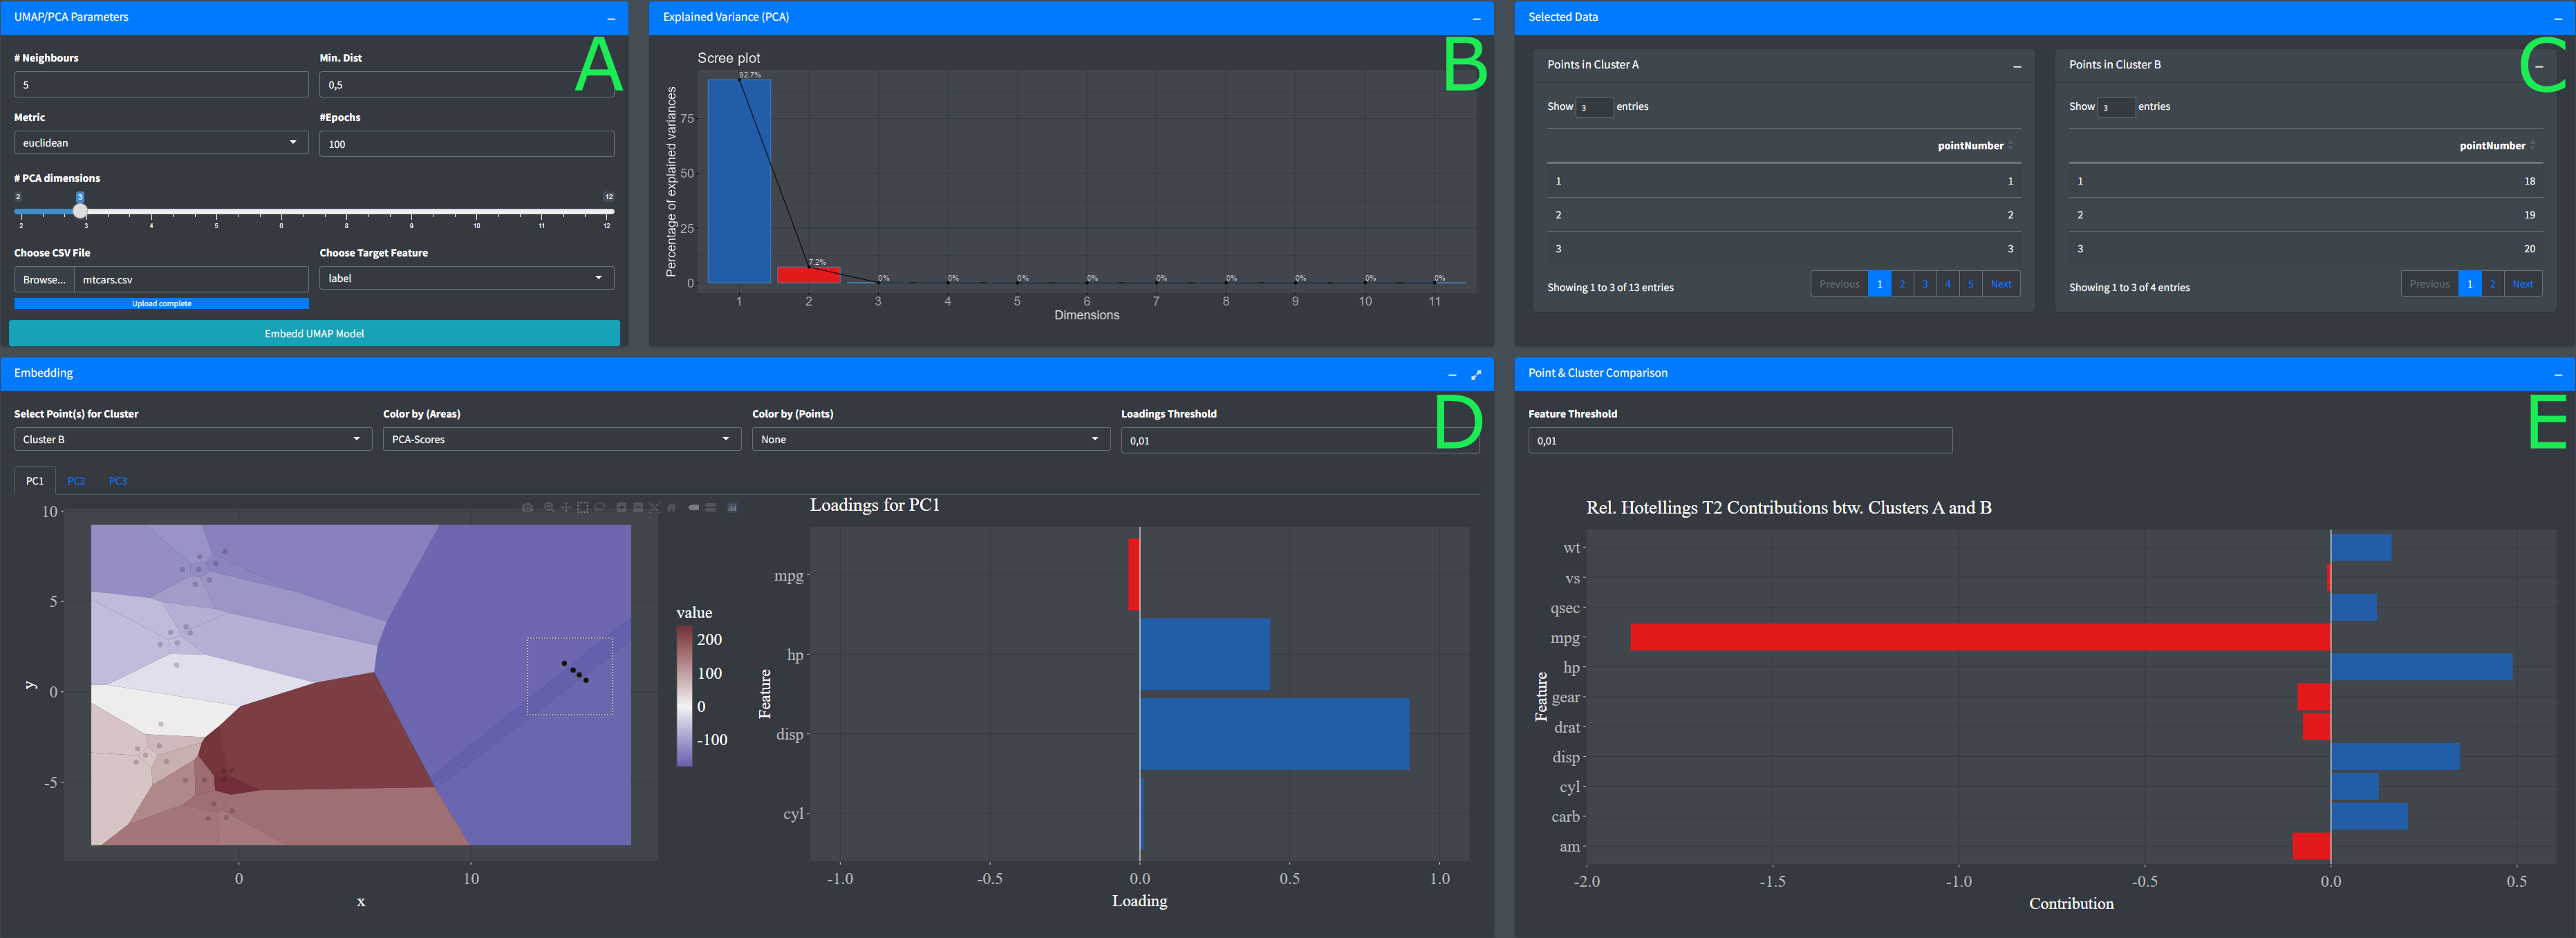 UMAP/PCA Parameters
# Neighbours
Min. Dist
5
0,5
Metric
#Epochs
euclidean
100
# PCA dimensions
2 3 12
2 3 4 5 6 7 8 9 10 11 12
Choose CSV File
Choose Target Feature
Browse... mtcars.csv
label
Upload complete
Embedd UMAP Model
A
Explained Variance (PCA)
B
Scree plot
Percentage of explained variances
75
50
25
0
92.7%
7.2%
0% 0% 0% 0% 0% 0% 0% 0% 0%
1 2 3 4 5 6 7 8 9 10 11
Dimensions
Selected Data
C
Points in Cluster A
Show 3 entries
pointNumber
1 1
2 2
3 3
Showing 1 to 3 of 13 entries
Previous 1 2 3 4 5 Next
Points in Cluster B
Show 3 entries
pointNumber
1 18
2 19
3 20
Showing 1 to 3 of 4 entries
Previous 1 2 Next
Embedding
D
Select Point(s) for Cluster
Color by (Areas)
Color by (Points)
Loadings Threshold
Cluster B
PCA-Scores
None
0,01
PC1 PC2 PC3
10
5
0
-5
y
0 10
x
value
200
100
0
-100
Loadings for PC1
Feature
mpg
hp
disp
cyl
-1.0 -0.5 0.0 0.5 1.0
Loading
Point & Cluster Comparison
E
Feature Threshold
0,01
Rel. Hotellings T2 Contributions btw. Clusters A and B
Feature
wt
vs
qsec
mpg
hp
gear
drat
disp
cyl
carb
am
-2.0 -1.5 -1.0 -0.5 0.0 0.5
Contribution